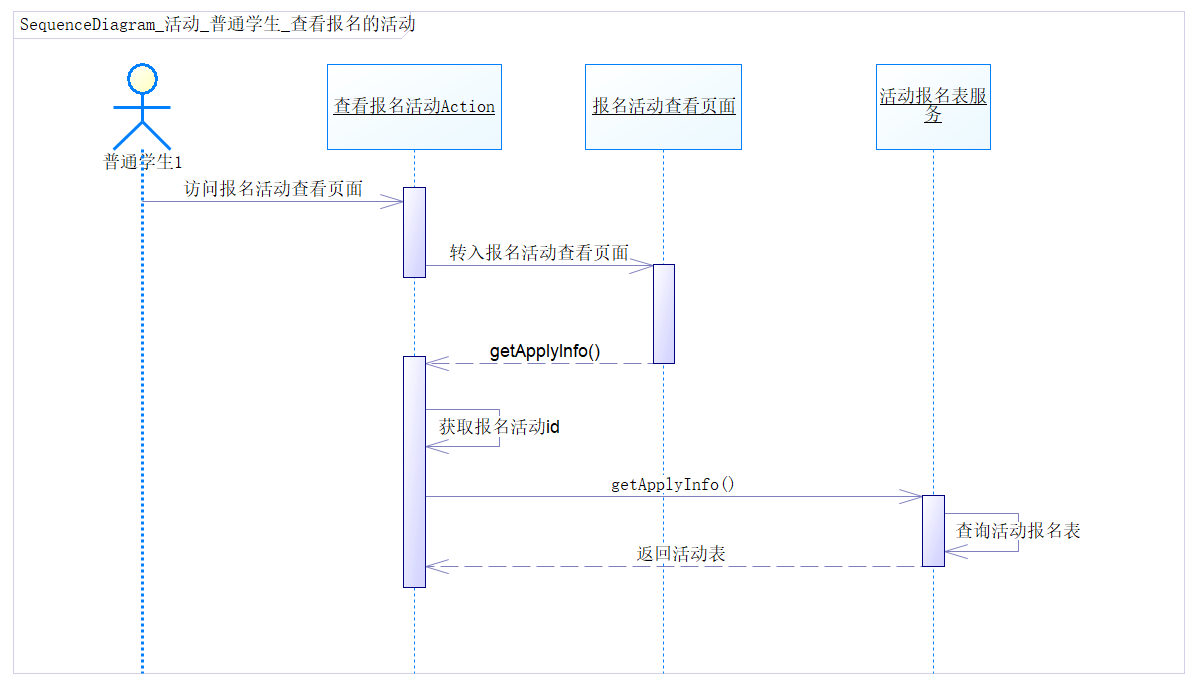 SequenceDiagram_活动_普通学生_查看报名的活动
查看报名活动Action
报名活动查看页面
活动报名表服
务
普通学生1
访问报名活动查看页面
转入报名活动查看页面
getApplyInfo()
获取报名活动id
getApplyInfo()
查询活动报名表
返回活动表